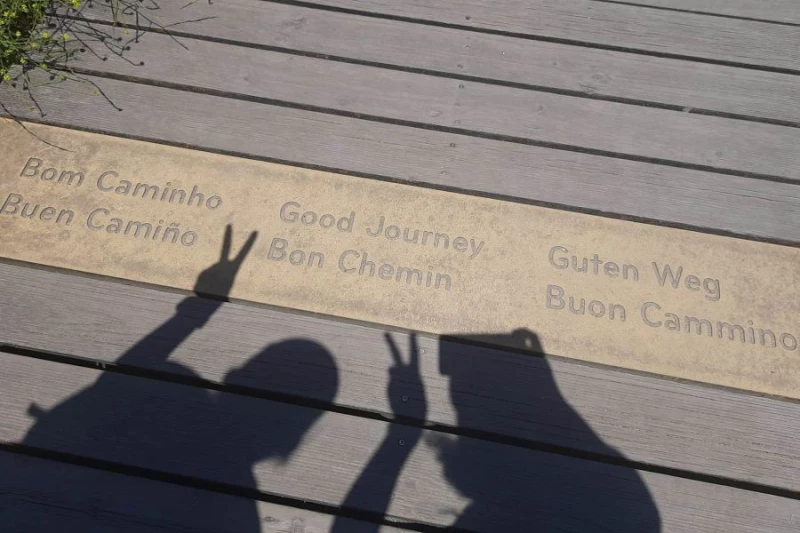 Bom Caminho
Buen Camiño
Good Journey
Bon Chemin
Guten Weg
Buon Cammino